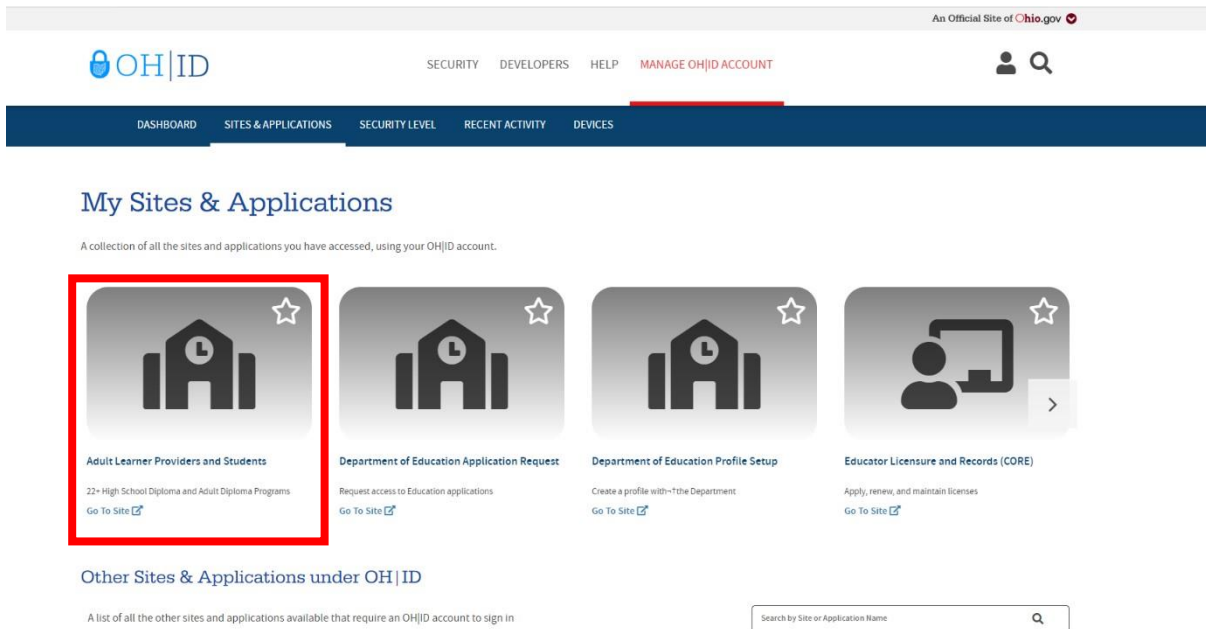 An Official Site of Ohio.gov
OH|ID
SECURITY DEVELOPERS HELP MANAGE OH|ID ACCOUNT
DASHBOARD SITES & APPLICATIONS SECURITY LEVEL RECENT ACTIVITY DEVICES
My Sites & Applications
A collection of all the sites and applications you have accessed, using your OH|ID account.
Adult Learner Providers and Students
22+ High School Diploma and Adult Diploma Programs
Go To Site
Department of Education Application Request
Request access to Education applications
Go To Site
Department of Education Profile Setup
Create a profile with¬†the Department
Go To Site
Educator Licensure and Records (CORE)
Apply, renew, and maintain licenses
Go To Site
Other Sites & Applications under OH|ID
A list of all the other sites and applications available that require an OH|ID account to sign in
Search by Site or Application Name